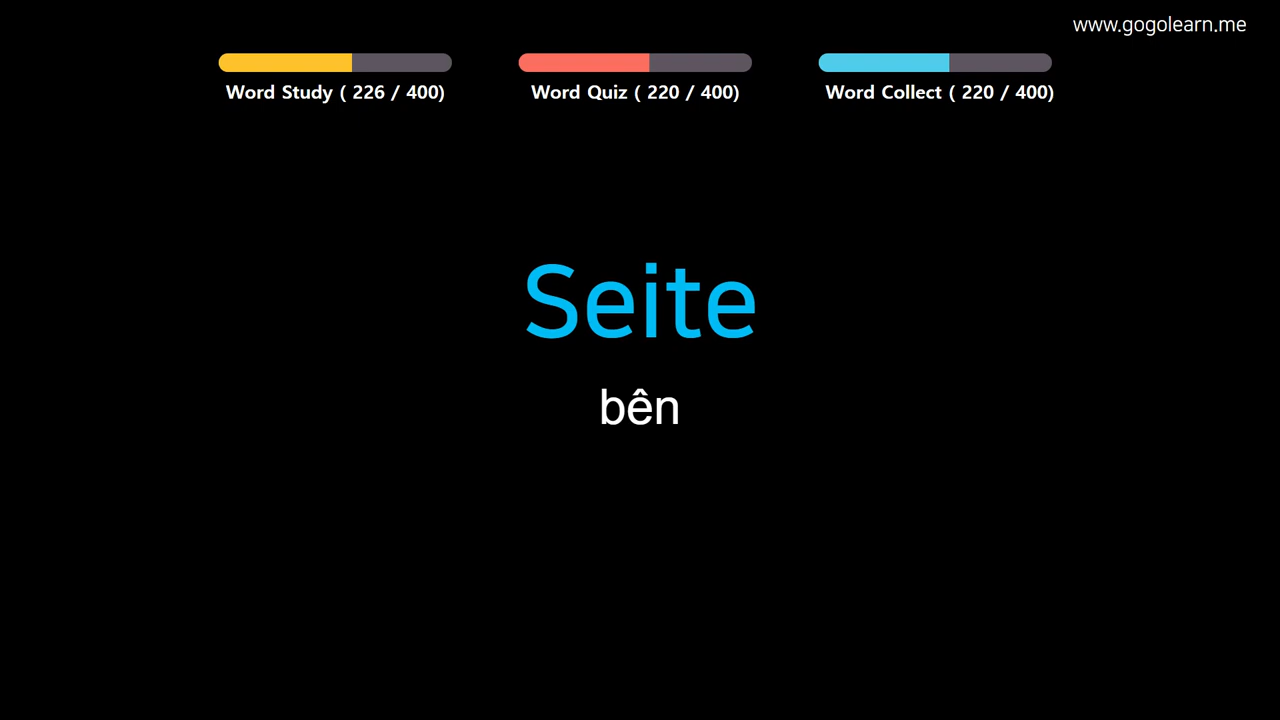 www.gogolearn.me
Word Study ( 226 / 400)
Word Quiz ( 220 / 400)
Word Collect ( 220 / 400)
Seite
bên